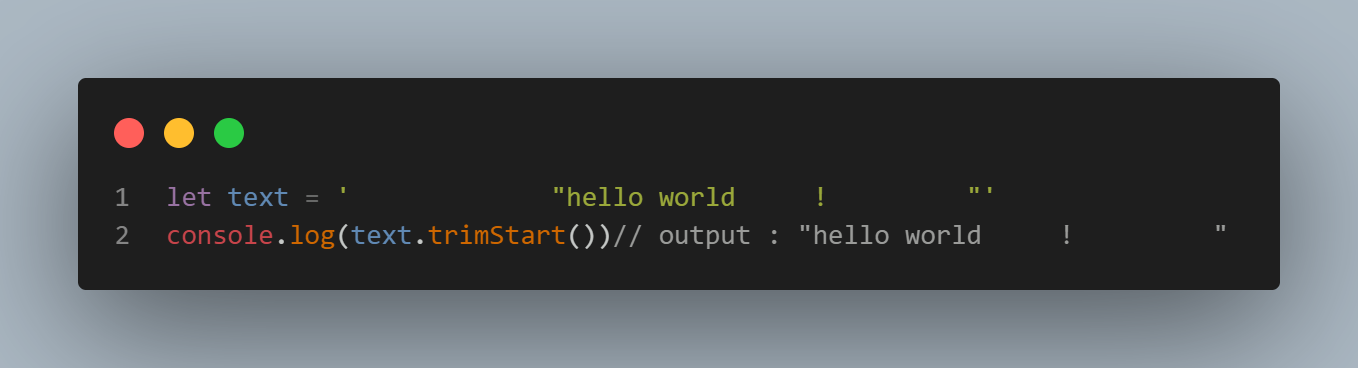 1  let text = '             "hello world     !         "'
2  console.log(text.trimStart())// output : "hello world     !         "